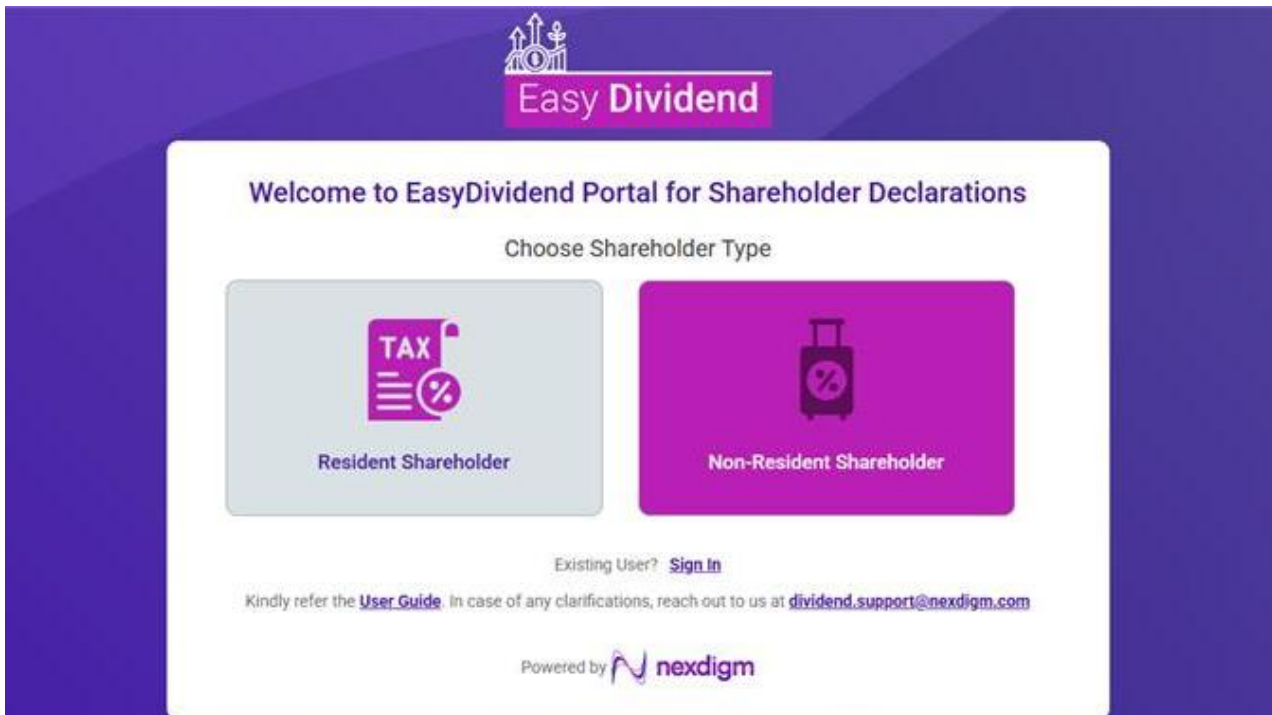 Easy Dividend
Welcome to EasyDividend Portal for Shareholder Declarations
Choose Shareholder Type
TAX
%
%
Resident Shareholder
Non-Resident Shareholder
Existing User? Sign In
Kindly refer the User Guide. In case of any clarifications, reach out to us at dividend.support@nexdigm.com
Powered by nexdigm